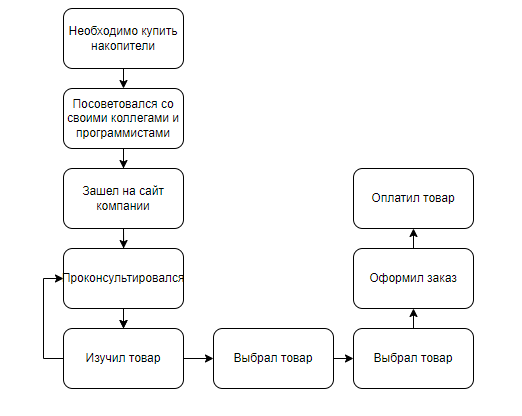 Необходимо купить
накопители
Посоветовался со
своими коллегами и
программистами
Зашел на сайт
компании
Проконсультировался
Изучил товар
Выбрал товар
Выбрал товар
Оформил заказ
Оплатил товар